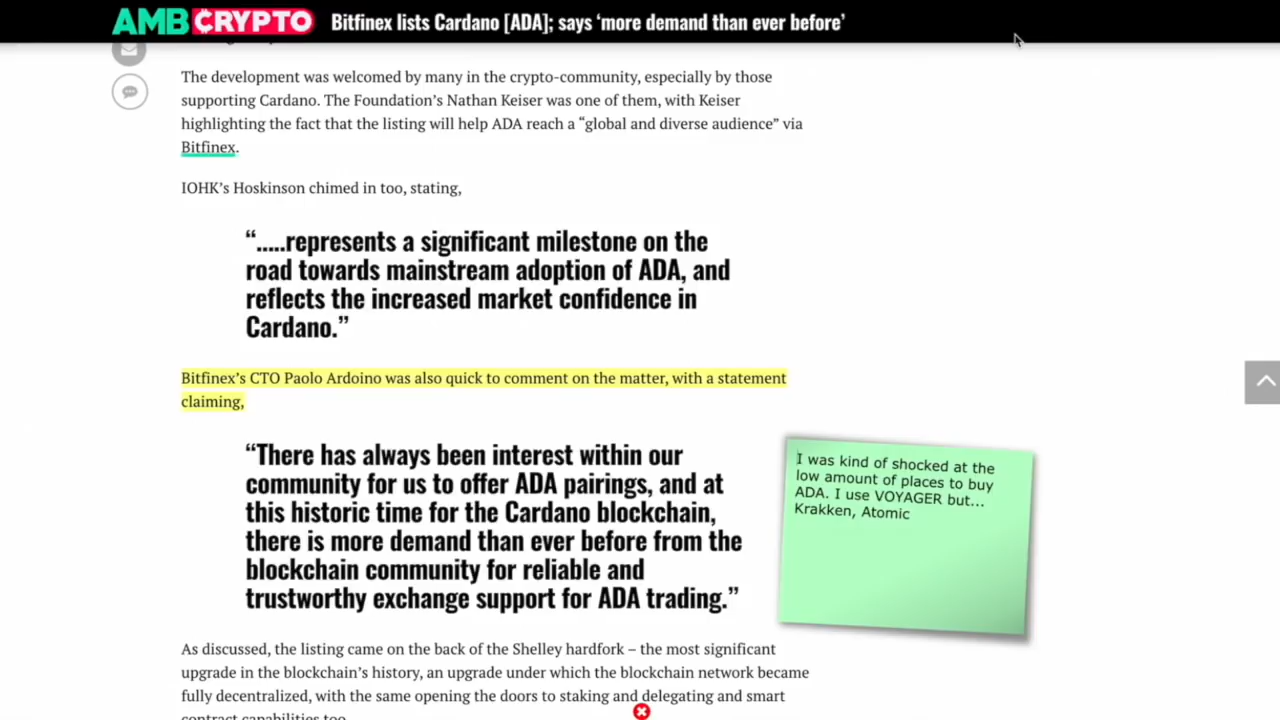 AMBCRYPTO Bitfinex lists Cardano [ADA]; says ‘more demand than ever before’
The development was welcomed by many in the crypto-community, especially by those
supporting Cardano. The Foundation’s Nathan Keiser was one of them, with Keiser
highlighting the fact that the listing will help ADA reach a “global and diverse audience” via
Bitfinex.
IOHK’s Hoskinson chimed in too, stating,
“.....represents a significant milestone on the
road towards mainstream adoption of ADA, and
reflects the increased market confidence in
Cardano.”
Bitfinex’s CTO Paolo Ardoino was also quick to comment on the matter, with a statement
claiming,
“There has always been interest within our
community for us to offer ADA pairings, and at
this historic time for the Cardano blockchain,
there is more demand than ever before from the
blockchain community for reliable and
trustworthy exchange support for ADA trading.”
I was kind of shocked at the
low amount of places to buy
ADA. I use VOYAGER but...
Krakken, Atomic
As discussed, the listing came on the back of the Shelley hardfork – the most significant
upgrade in the blockchain’s history, an upgrade under which the blockchain network became
fully decentralized, with the same opening the doors to staking and delegating and smart
contract capabilities too